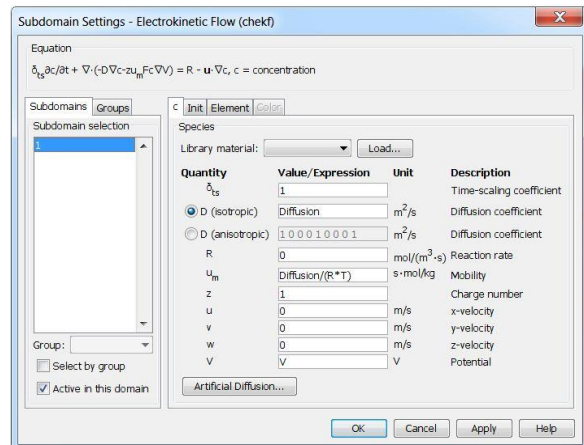 Subdomain Settings - Electrokinetic Flow (chekf)
Equation
δts∂c/∂t + ∇·(-D∇c-zumFc∇V) = R - u·∇c, c = concentration
Subdomains Groups
Subdomain selection
1
Group:
Select by group
Active in this domain
c Init Element Color
Species
Library material: Load...
Quantity Value/Expression Unit Description
δts 1 Time-scaling coefficient
D (isotropic) Diffusion m²/s Diffusion coefficient
D (anisotropic) 1 0 0 0 1 0 0 0 1 m²/s Diffusion coefficient
R 0 mol/(m³·s) Reaction rate
um Diffusion/(R*T) s·mol/kg Mobility
z 1 Charge number
u 0 m/s x-velocity
v 0 m/s y-velocity
w 0 m/s z-velocity
V V V Potential
Artificial Diffusion...
OK Cancel Apply Help